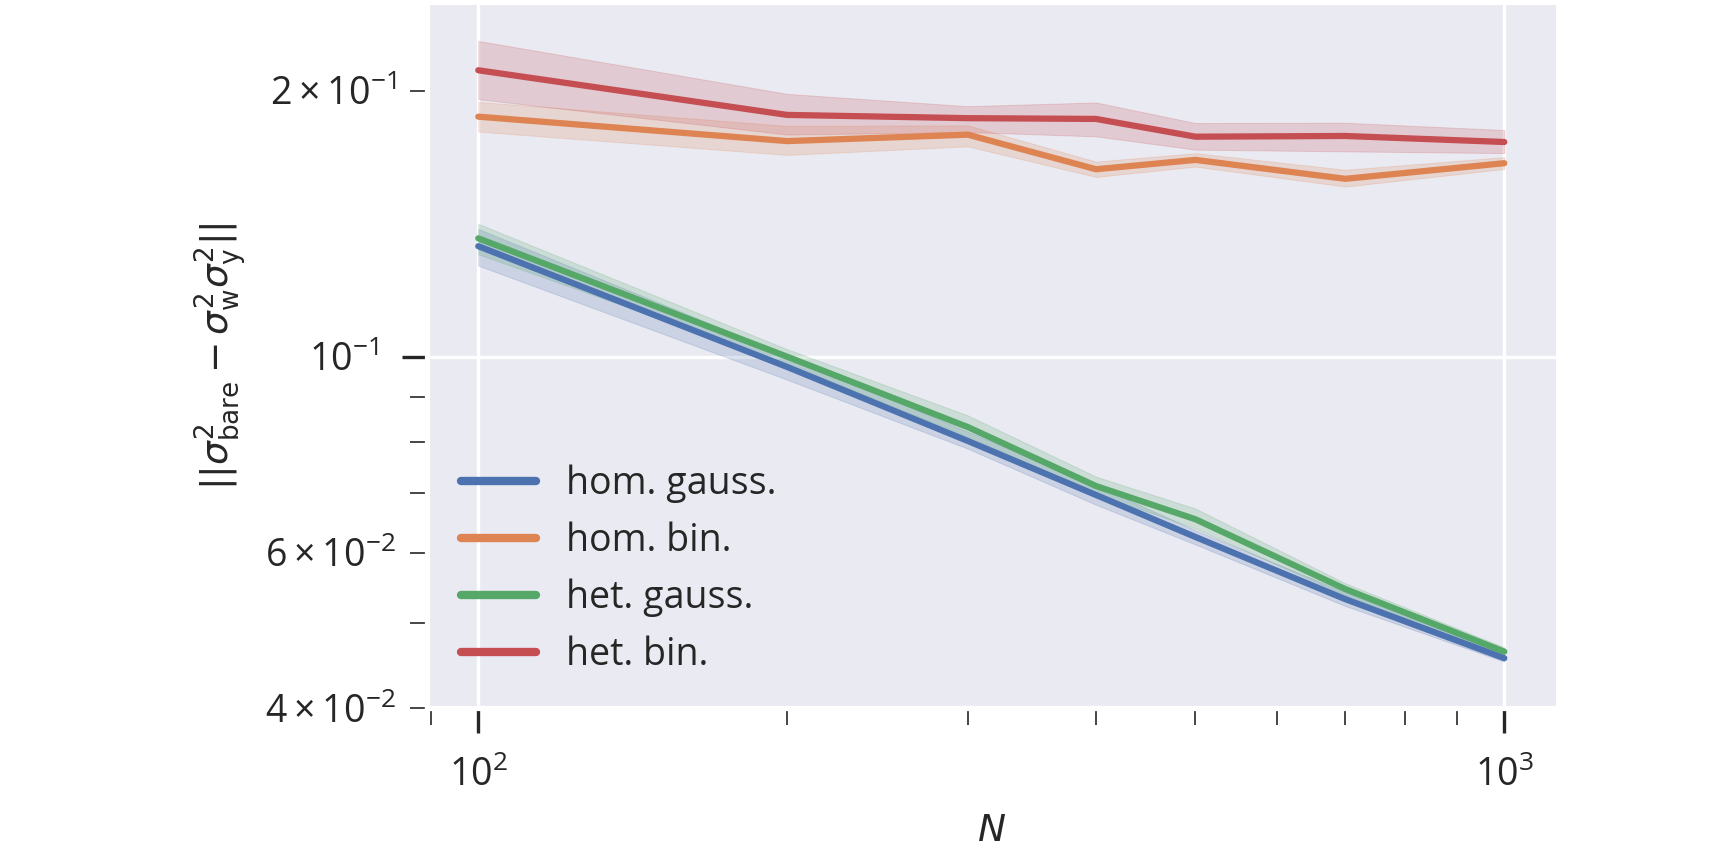 2 × 10⁻¹
10⁻¹
6 × 10⁻²
4 × 10⁻²
||σ²_bare − σ²_w σ²_y||
hom. gauss.
hom. bin.
het. gauss.
het. bin.
10² 10³
N